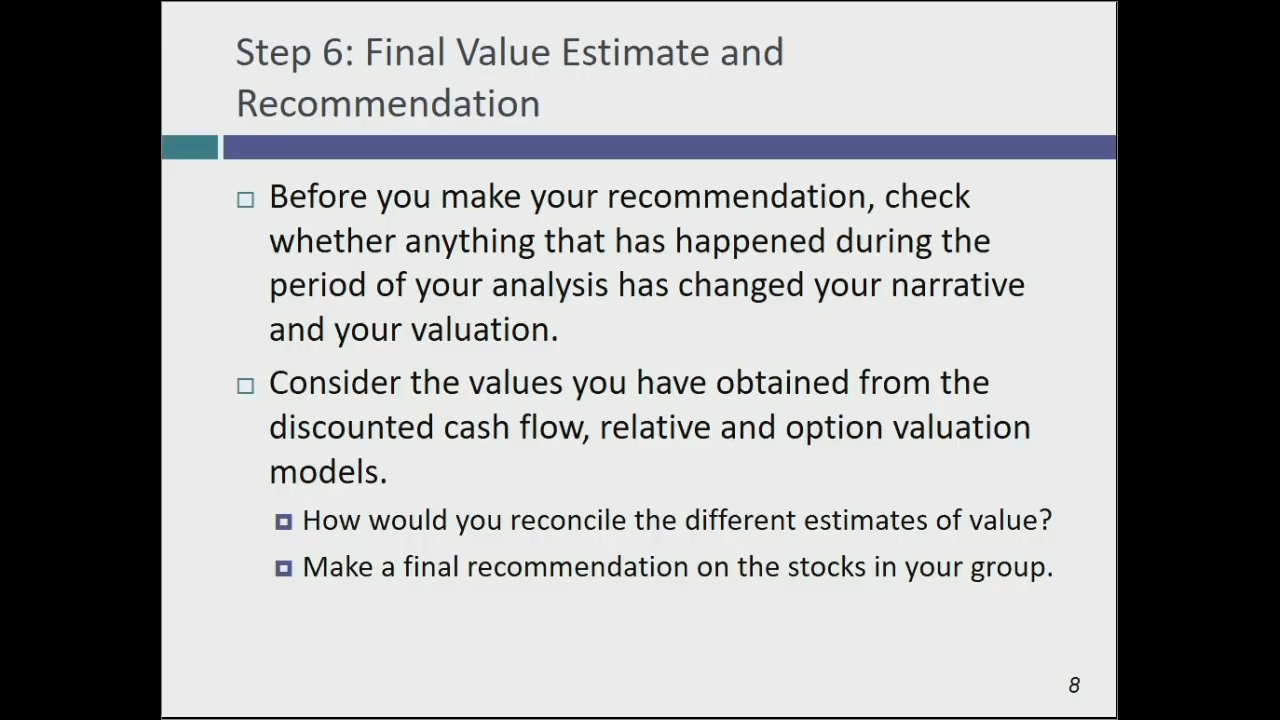 Step 6: Final Value Estimate and
Recommendation
Before you make your recommendation, check
whether anything that has happened during the
period of your analysis has changed your narrative
and your valuation.
Consider the values you have obtained from the
discounted cash flow, relative and option valuation
models.
How would you reconcile the different estimates of value?
Make a final recommendation on the stocks in your group.
8